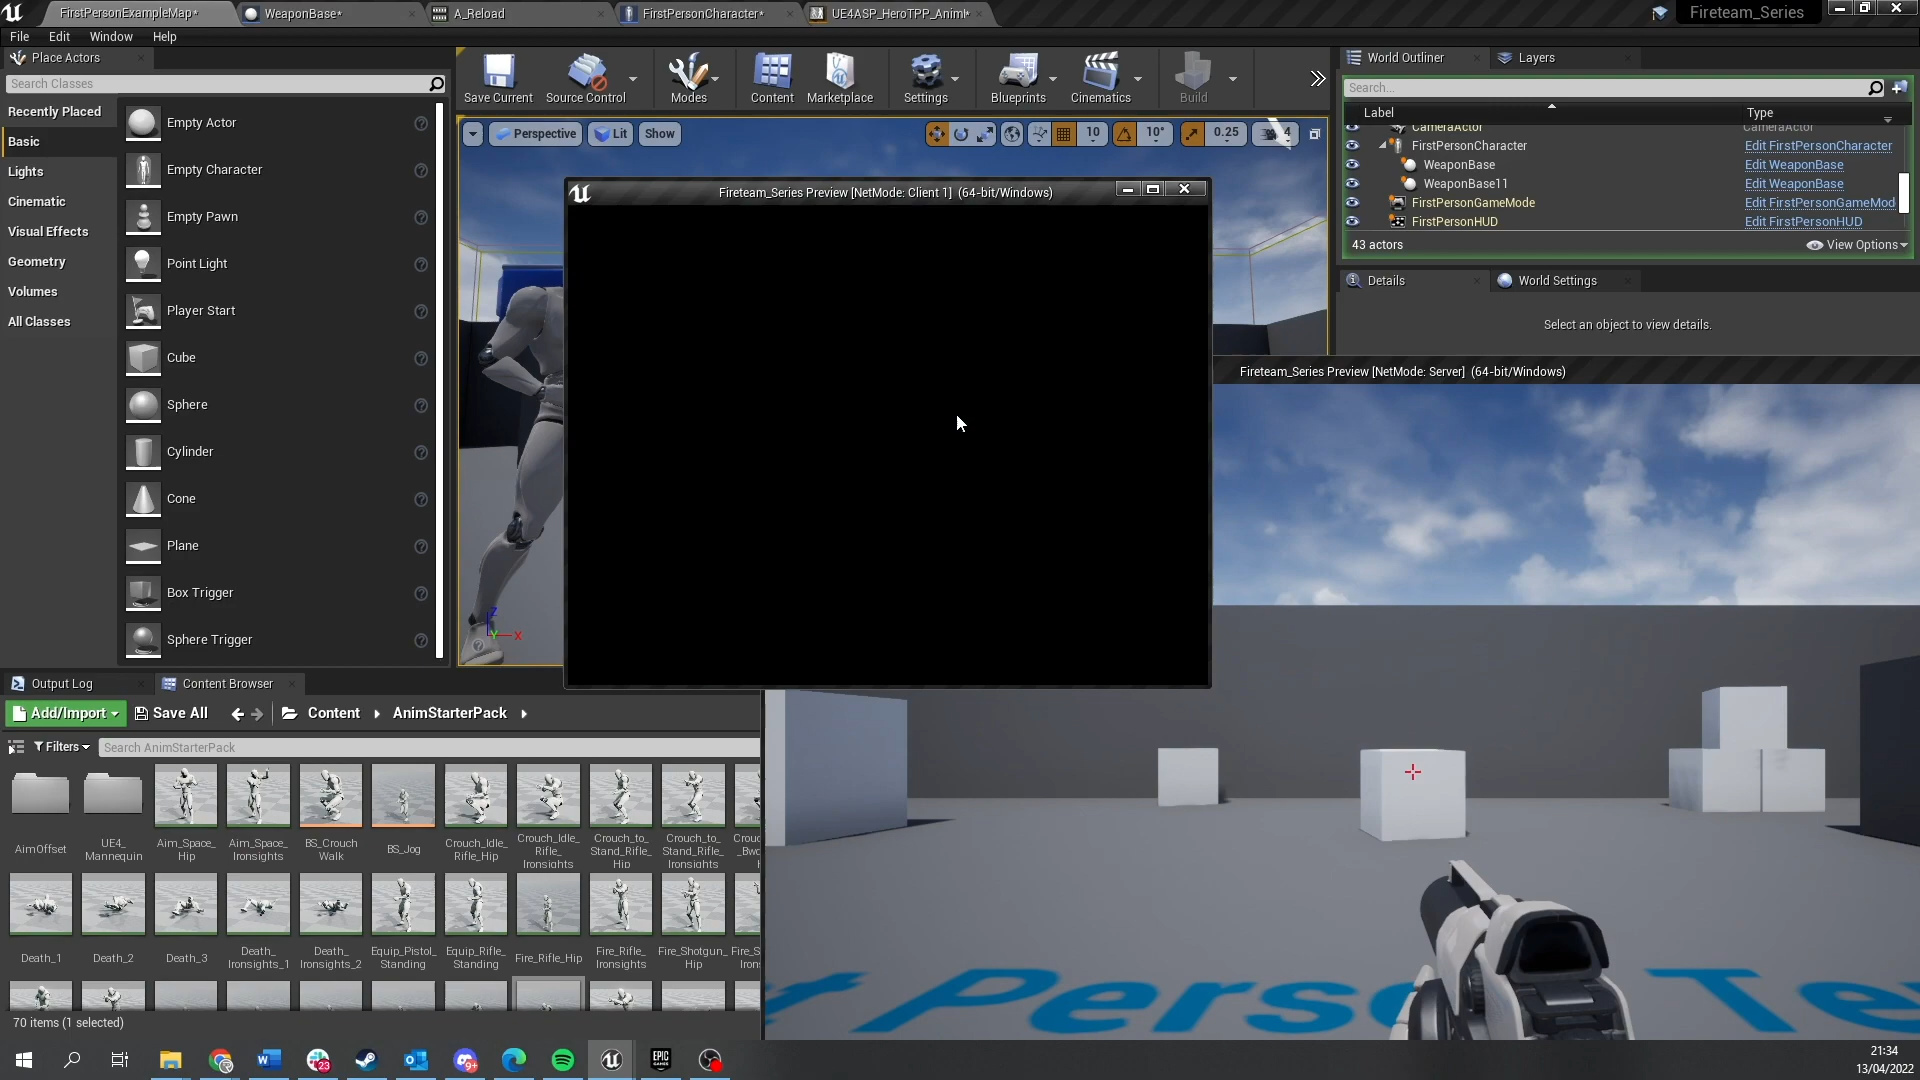 FirstPersonExampleMap*
WeaponBase*
A_Reload
FirstPersonCharacter*
UE4ASP_HeroTPP_AnimI*
Fireteam_Series
File Edit Window Help
Place Actors
Search Classes
Recently Placed
Basic
Lights
Cinematic
Visual Effects
Geometry
Volumes
All Classes
Empty Actor
Empty Character
Empty Pawn
Point Light
Player Start
Cube
Sphere
Cylinder
Cone
Plane
Box Trigger
Sphere Trigger
Save Current
Source Control
Modes
Content
Marketplace
Settings
Blueprints
Cinematics
Build
Perspective
Lit
Show
10
10°
0.25
4
Fireteam_Series Preview [NetMode: Client 1] (64-bit/Windows)
Z
Y
X
World Outliner
Layers
Search...
Label
Type
CameraActor CameraActor
FirstPersonCharacter Edit FirstPersonCharacter
WeaponBase Edit WeaponBase
WeaponBase11 Edit WeaponBase
FirstPersonGameMode Edit FirstPersonGameMod
FirstPersonHUD Edit FirstPersonHUD
43 actors
View Options
Details
World Settings
Select an object to view details.
Fireteam_Series Preview [NetMode: Server] (64-bit/Windows)
Output Log
Content Browser
Add/Import
Save All
Content
AnimStarterPack
Filters
Search AnimStarterPack
AimOffset
UE4_
Mannequin
Aim_Space_
Hip
Aim_Space_
Ironsights
BS_Crouch
Walk
BS_Jog
Crouch_Idle_
Rifle_Hip
Crouch_Idle_
Rifle_
Ironsights
Crouch_to_
Stand_Rifle_
Hip
Crouch_to_
Stand_Rifle_
Ironsights
Death_1
Death_2
Death_3
Death_
Ironsights_1
Death_
Ironsights_2
Equip_Pistol_
Standing
Equip_Rifle_
Standing
Fire_Rifle_Hip
Fire_Rifle_
Ironsights
Fire_Shotgun_
Hip
70 items (1 selected)
23
9+
EPIC
GAMES
21:34
13/04/2022